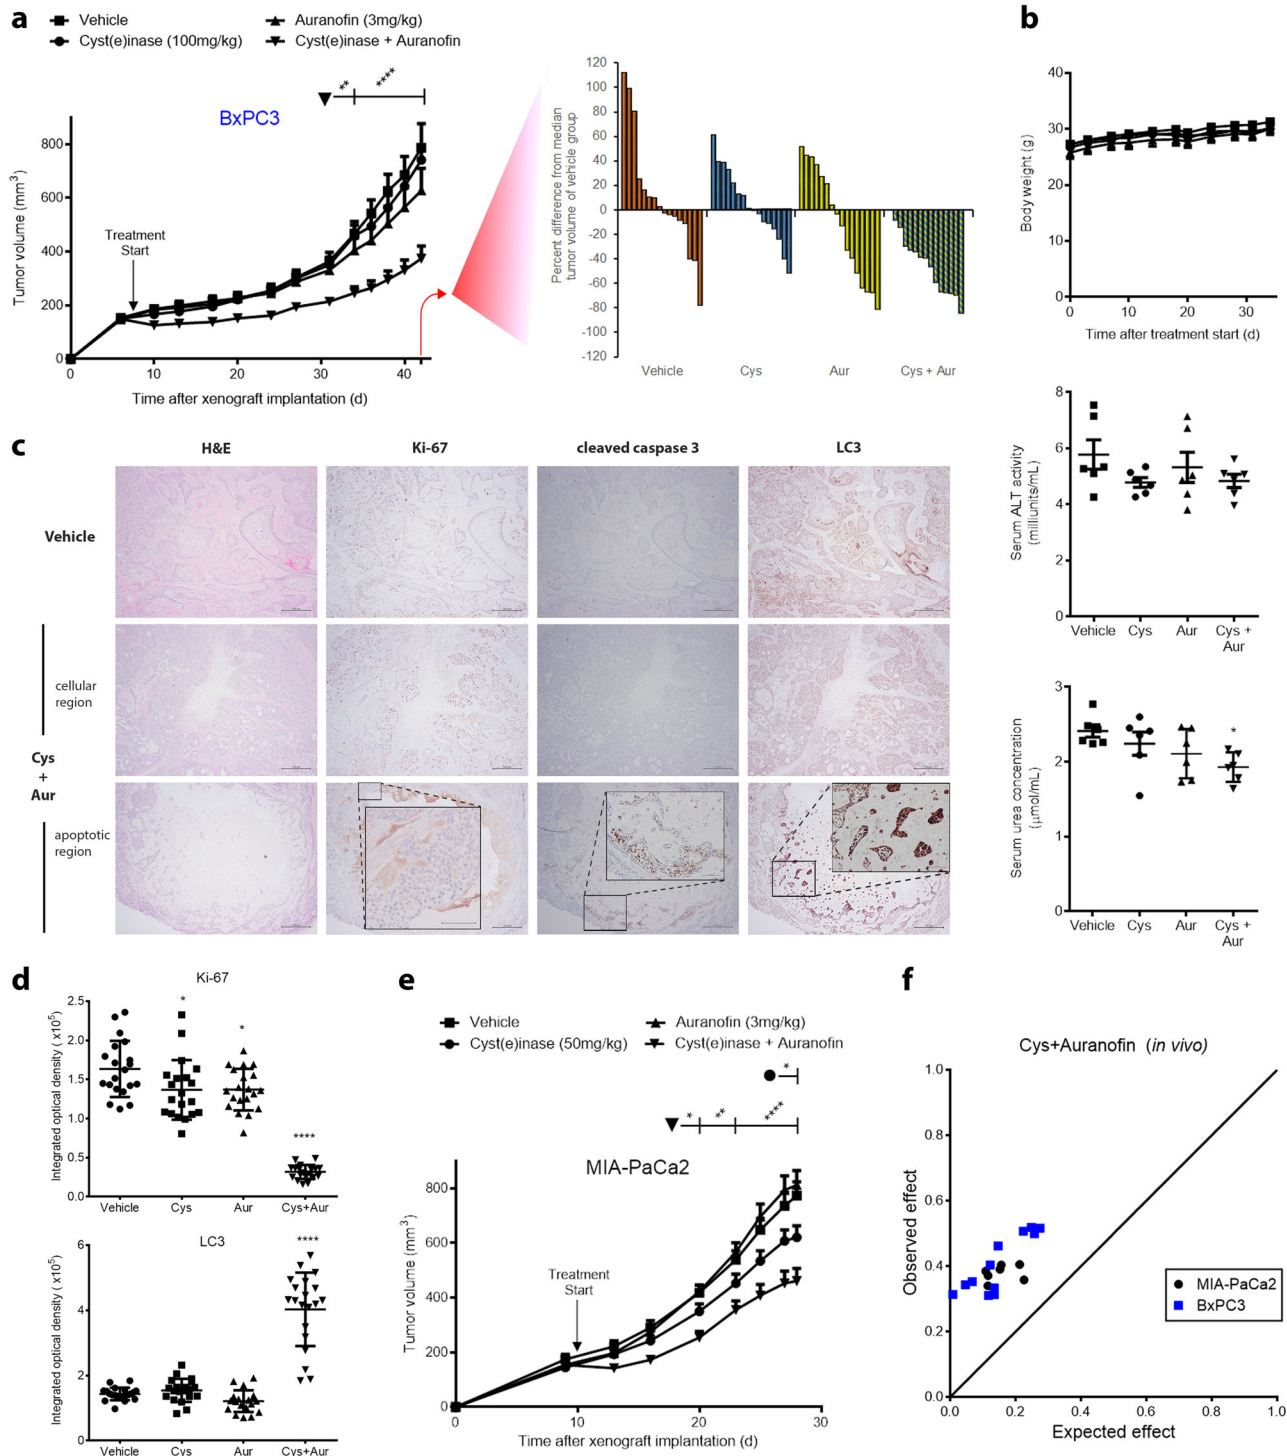 a
Vehicle
Auranofin (3mg/kg)
Cyst(e)inase (100mg/kg)
Cyst(e)inase + Auranofin
**
****
BxPC3
Tumor volume (mm³)
800
600
400
200
0
Treatment
Start
0 10 20 30 40
Time after xenograft implantation (d)
Percent difference from median
tumor volume of vehicle group
120
100
80
60
40
20
0
-20
-40
-60
-80
-100
-120
Vehicle Cys Aur Cys + Aur
b
Body weight (g)
40
30
20
10
0
0 10 20 30
Time after treatment start (d)
Serum ALT activity
(milliunits/mL)
8
6
4
2
0
Vehicle Cys Aur Cys +
Aur
Serum urea concentration
(μmol/mL)
3
2
1
0
*
Vehicle Cys Aur Cys +
Aur
c
H&E Ki-67 cleaved caspase 3 LC3
Vehicle
cellular
region
Cys
+
Aur
apoptotic
region
d
Ki-67
Integrated optical density ( x10⁵)
2.5
2.0
1.5
1.0
0.5
0.0
*
*
****
Vehicle Cys Aur Cys+Aur
LC3
Integrated optical density ( x10⁵)
6
4
2
0
****
Vehicle Cys Aur Cys+Aur
e
Vehicle
Auranofin (3mg/kg)
Cyst(e)inase (50mg/kg)
Cyst(e)inase + Auranofin
*
* ** ****
MIA-PaCa2
Tumor volume (mm³)
800
600
400
200
0
Treatment
Start
0 10 20 30
Time after xenograft implantation (d)
f
Cys+Auranofin (in vivo)
Observed effect
1.0
0.8
0.6
0.4
0.2
0.0
MIA-PaCa2
BxPC3
0.0 0.2 0.4 0.6 0.8 1.0
Expected effect